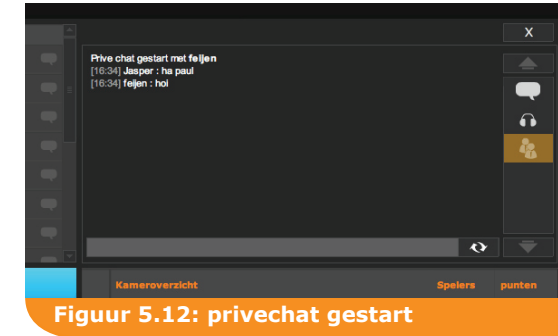 X
Prive chat gestart met feijen
[16:34] Jasper : ha paul
[16:34] feijen : hoi
Kameroverzicht Spelers punten
Figuur 5.12: privechat gestart